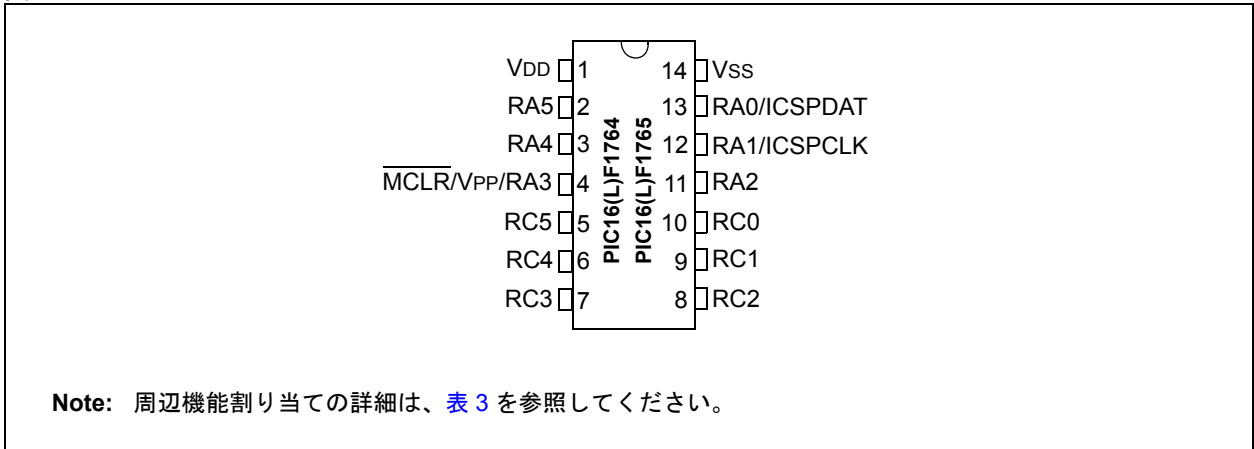 VDD 1 14 VSS
RA5 2 13 RA0/ICSPDAT
RA4 3 12 RA1/ICSPCLK
MCLR/VPP/RA3 4 11 RA2
RC5 5 10 RC0
RC4 6 9 RC1
RC3 7 8 RC2
PIC16(L)F1764
PIC16(L)F1765
Note: 周辺機能割り当ての詳細は、表 3 を参照してください。